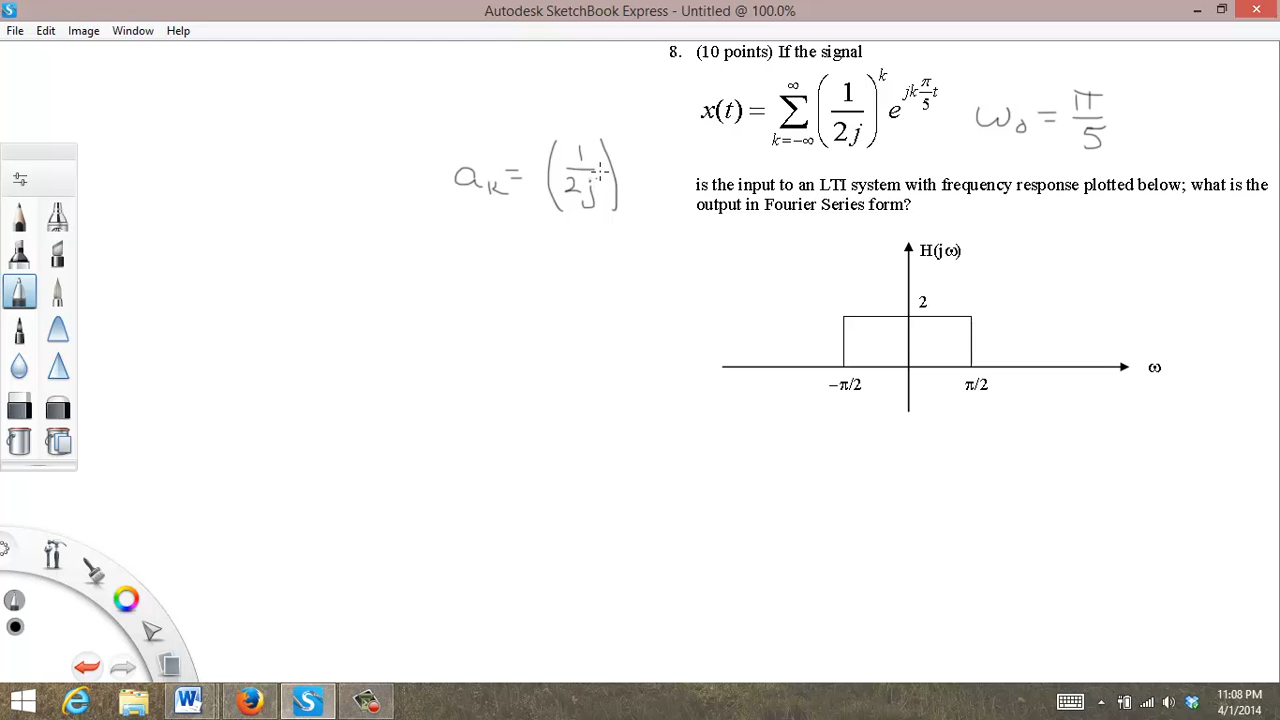 Autodesk SketchBook Express - Untitled @ 100.0%
File Edit Image Window Help
8. (10 points) If the signal
x(t) = ∑_{k=-∞}^{∞} (1/2j)^k e^{jk(π/5)t}
ω₀ = π/5
a_k = (1/2j)
is the input to an LTI system with frequency response plotted below; what is the
output in Fourier Series form?
H(jω)
2
ω
−π/2 π/2
11:08 PM
4/1/2014